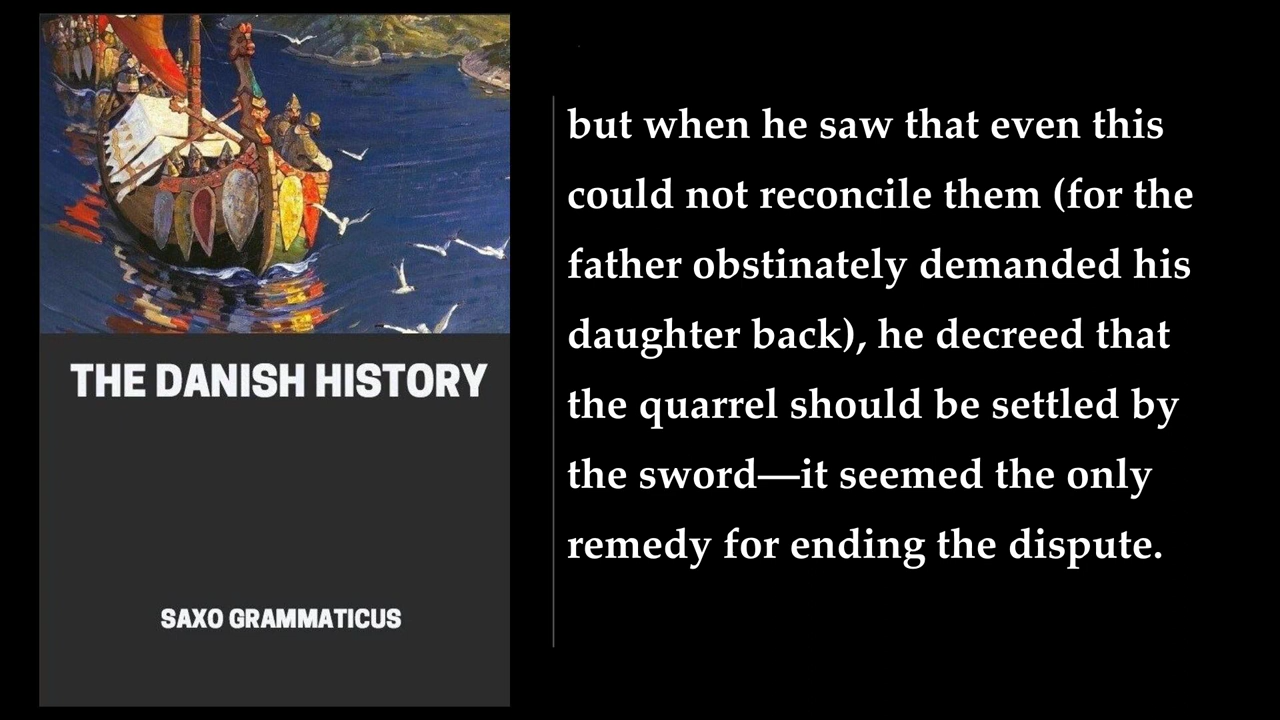 THE DANISH HISTORY
SAXO GRAMMATICUS
but when he saw that even this
could not reconcile them (for the
father obstinately demanded his
daughter back), he decreed that
the quarrel should be settled by
the sword—it seemed the only
remedy for ending the dispute.